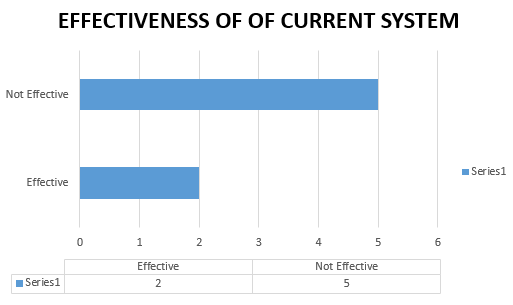 EFFECTIVENESS OF OF CURRENT SYSTEM
Not Effective
Effective
Series1
0 1 2 3 4 5 6
Effective Not Effective
Series1 2 5